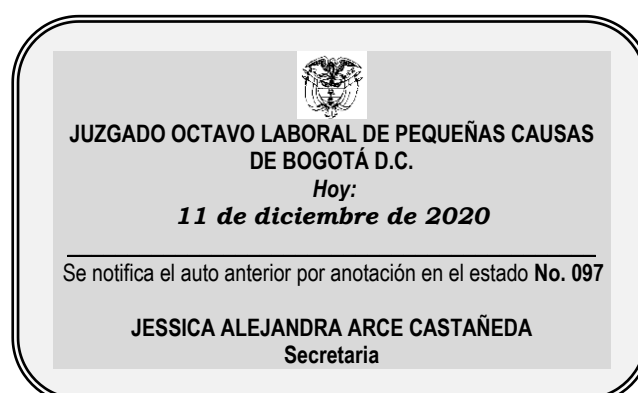 JUZGADO OCTAVO LABORAL DE PEQUEÑAS CAUSAS
DE BOGOTÁ D.C.
Hoy:
11 de diciembre de 2020
Se notifica el auto anterior por anotación en el estado No. 097
JESSICA ALEJANDRA ARCE CASTAÑEDA
Secretaria